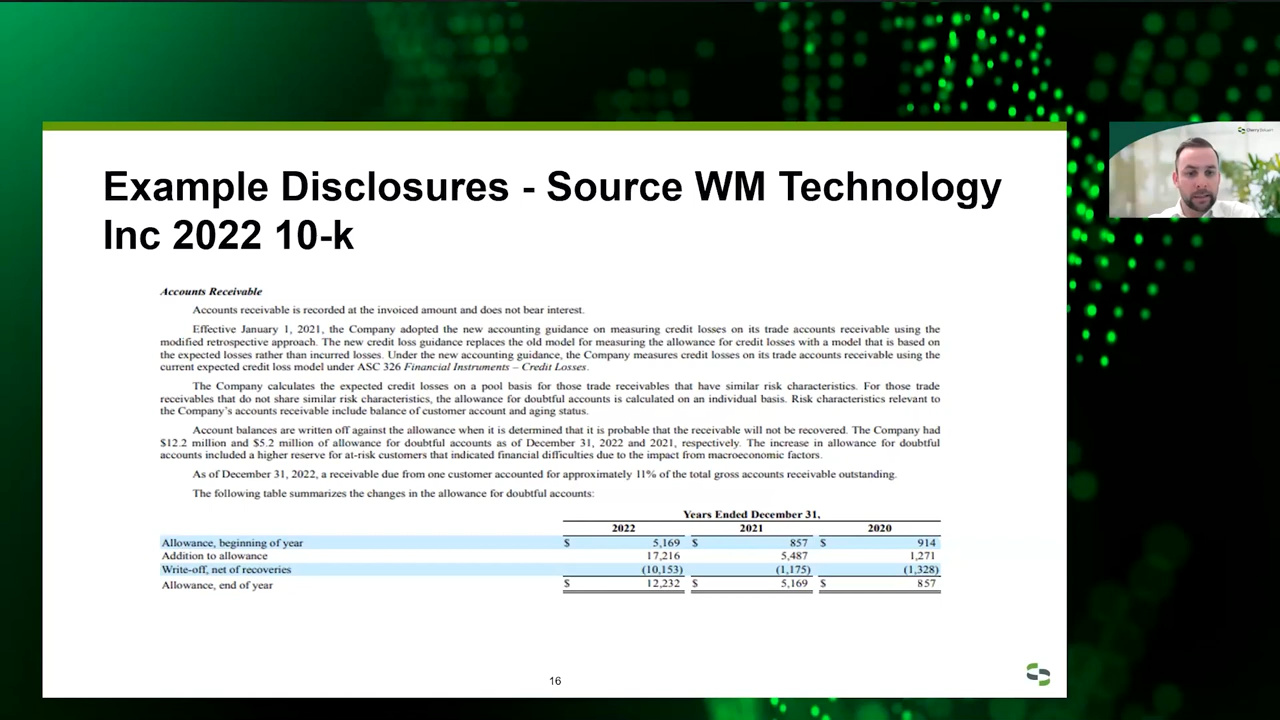 Example Disclosures - Source WM Technology
Inc 2022 10-k
Accounts Receivable
Accounts receivable is recorded at the invoiced amount and does not bear interest.
Effective January 1, 2021, the Company adopted the new accounting guidance on measuring credit losses on its trade accounts receivable using the
modified retrospective approach. The new credit loss guidance replaces the old model for measuring the allowance for credit losses with a model that is based on
the expected losses rather than incurred losses. Under the new accounting guidance, the Company measures credit losses on its trade accounts receivable using the
current expected credit loss model under ASC 326 Financial Instruments – Credit Losses.
The Company calculates the expected credit losses on a pool basis for those trade receivables that have similar risk characteristics. For those trade
receivables that do not share similar risk characteristics, the allowance for doubtful accounts is calculated on an individual basis. Risk characteristics relevant to
the Company's accounts receivable include balance of customer account and aging status.
Account balances are written off against the allowance when it is determined that it is probable that the receivable will not be recovered. The Company had
$12.2 million and $5.2 million of allowance for doubtful accounts as of December 31, 2022 and 2021, respectively. The increase in allowance for doubtful
accounts included a higher reserve for at-risk customers that indicated financial difficulties due to the impact from macroeconomic factors.
As of December 31, 2022, a receivable due from one customer accounted for approximately 11% of the total gross accounts receivable outstanding.
The following table summarizes the changes in the allowance for doubtful accounts:
Years Ended December 31,
2022 2021 2020
Allowance, beginning of year $ 5,169 $ 857 $ 914
Addition to allowance 17,216 5,487 1,271
Write-off, net of recoveries (10,153) (1,175) (1,328)
Allowance, end of year $ 12,232 $ 5,169 $ 857
16